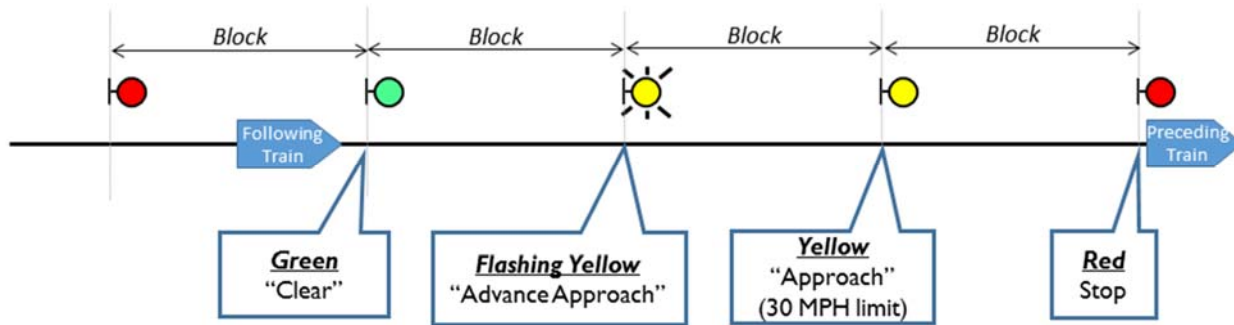 Block
Block
Block
Block
Following
Train
Preceding
Train
Green
“Clear”
Flashing Yellow
“Advance Approach”
Yellow
“Approach”
(30 MPH limit)
Red
Stop